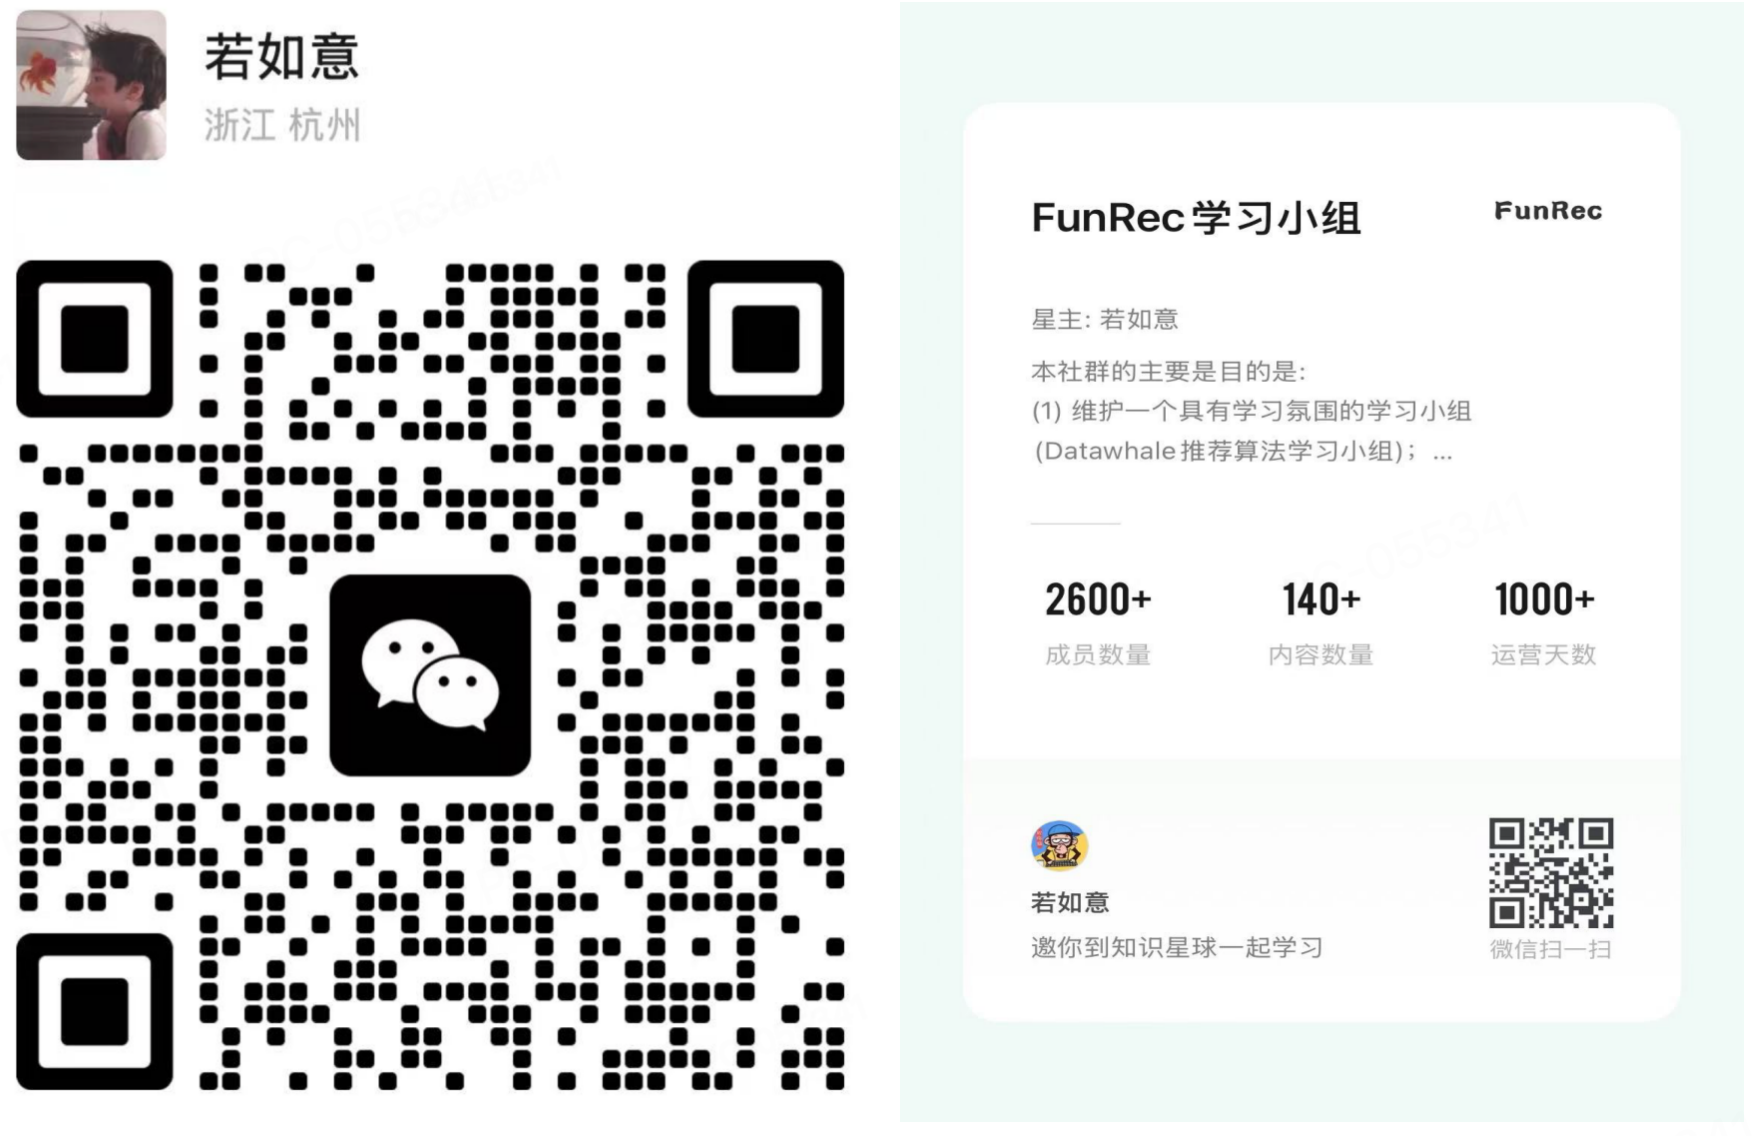 若如意
浙江 杭州
FunRec学习小组
FunRec
星主: 若如意
本社群的主要是目的是:
(1) 维护一个具有学习氛围的学习小组
(Datawhale推荐算法学习小组)；...
2600+
140+
1000+
成员数量
内容数量
运营天数
若如意
邀你到知识星球一起学习
微信扫一扫